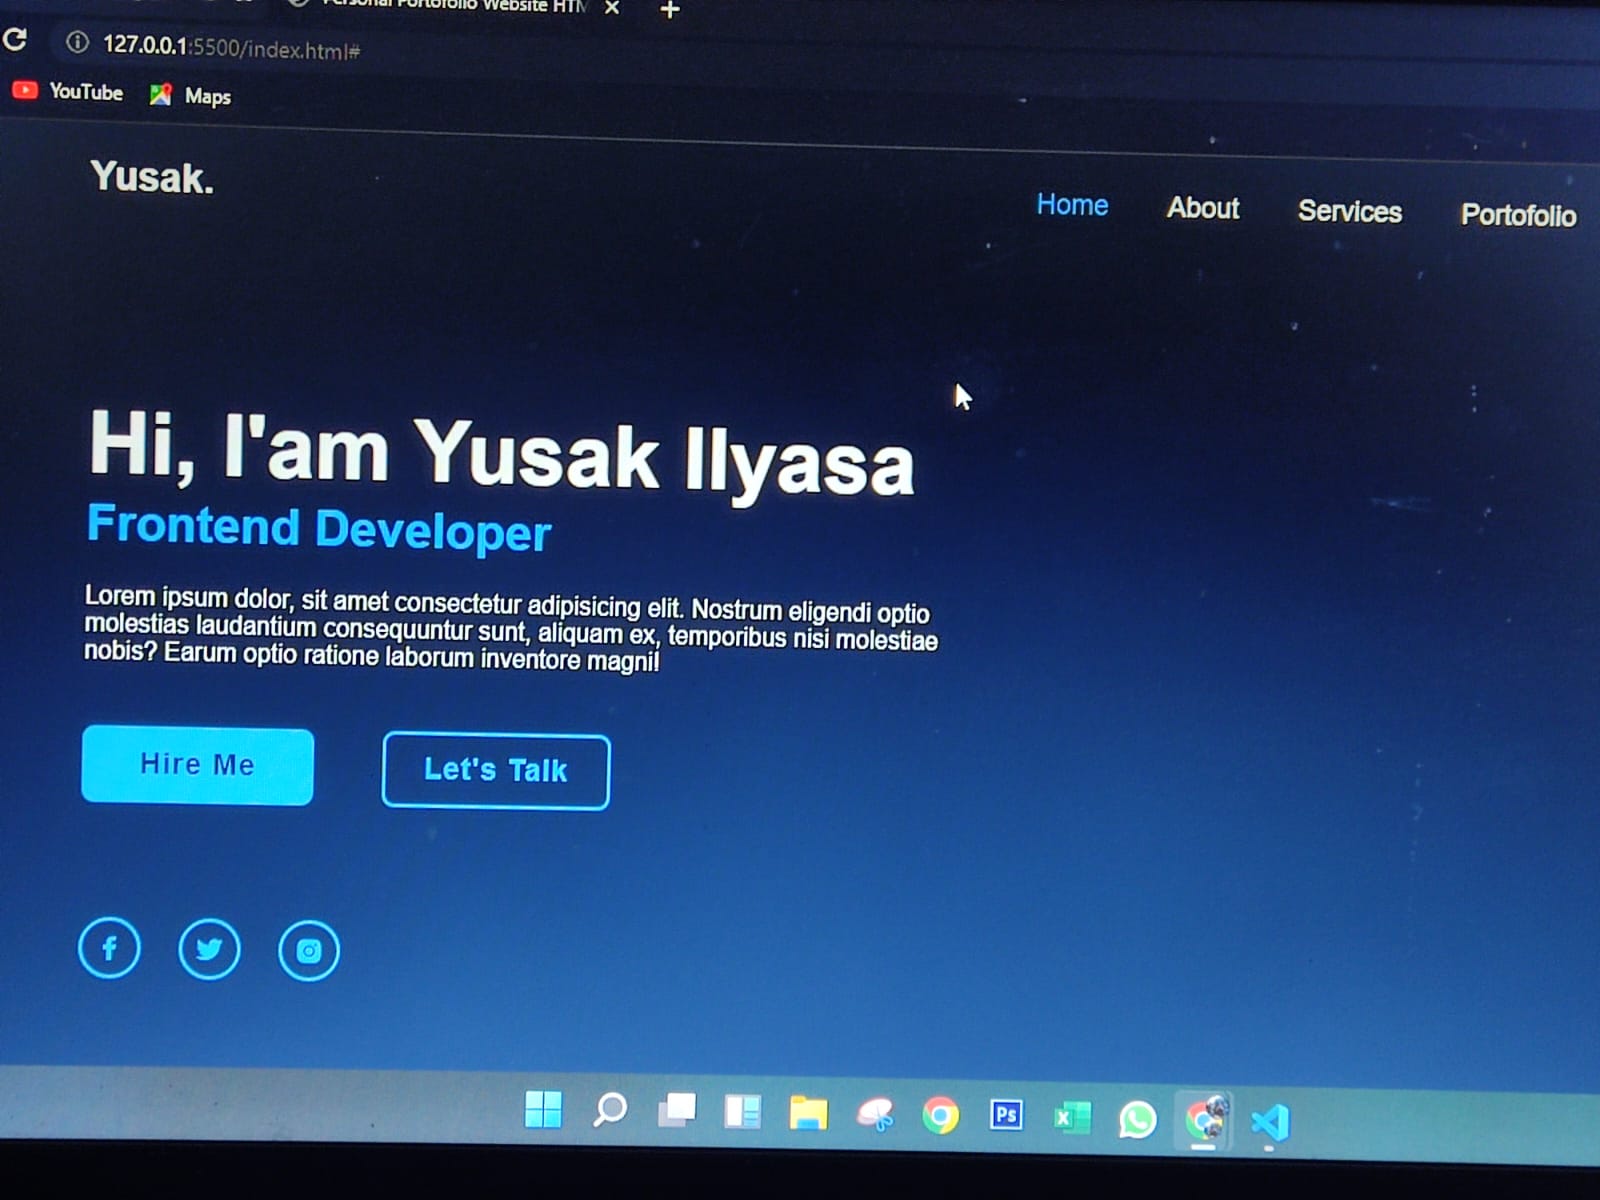 Personal Portofolio Website HTM
127.0.0.1:5500/index.html#
YouTube Maps
Yusak.
Home About Services Portofolio
Hi, I'am Yusak Ilyasa
Frontend Developer
Lorem ipsum dolor, sit amet consectetur adipisicing elit. Nostrum eligendi optio
molestias laudantium consequuntur sunt, aliquam ex, temporibus nisi molestiae
nobis? Earum optio ratione laborum inventore magni!
Hire Me Let's Talk
Ps